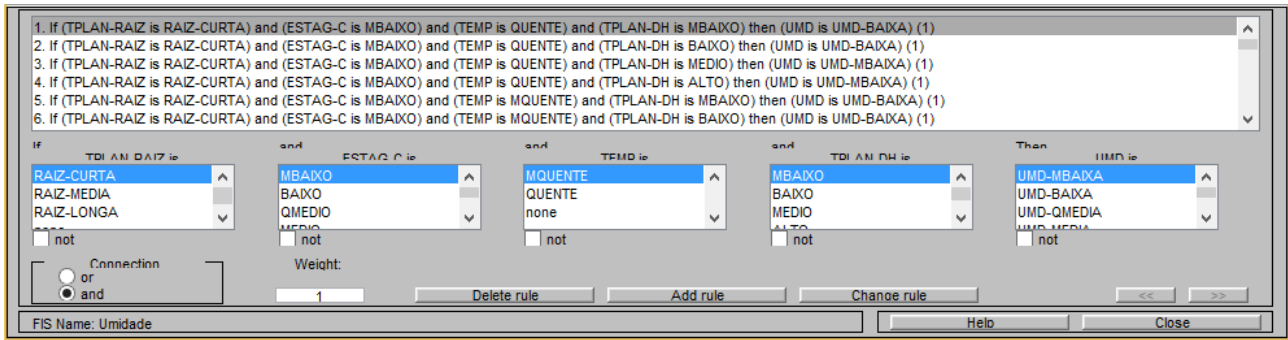 1. If (TPLAN-RAIZ is RAIZ-CURTA) and (ESTAG-C is MBAIXO) and (TEMP is QUENTE) and (TPLAN-DH is MBAIXO) then (UMD is UMD-BAIXA) (1)
2. If (TPLAN-RAIZ is RAIZ-CURTA) and (ESTAG-C is MBAIXO) and (TEMP is QUENTE) and (TPLAN-DH is BAIXO) then (UMD is UMD-BAIXA) (1)
3. If (TPLAN-RAIZ is RAIZ-CURTA) and (ESTAG-C is MBAIXO) and (TEMP is QUENTE) and (TPLAN-DH is MEDIO) then (UMD is UMD-MBAIXA) (1)
4. If (TPLAN-RAIZ is RAIZ-CURTA) and (ESTAG-C is MBAIXO) and (TEMP is QUENTE) and (TPLAN-DH is ALTO) then (UMD is UMD-MBAIXA) (1)
5. If (TPLAN-RAIZ is RAIZ-CURTA) and (ESTAG-C is MBAIXO) and (TEMP is MQUENTE) and (TPLAN-DH is MBAIXO) then (UMD is UMD-BAIXA) (1)
6. If (TPLAN-RAIZ is RAIZ-CURTA) and (ESTAG-C is MBAIXO) and (TEMP is MQUENTE) and (TPLAN-DH is BAIXO) then (UMD is UMD-BAIXA) (1)
If and and and Then
TPLAN-RAIZ is ESTAG-C is TEMP is TPLAN-DH is UMD is
RAIZ-CURTA MBAIXO MQUENTE MBAIXO UMD-MBAIXA
RAIZ-MEDIA BAIXO QUENTE BAIXO UMD-BAIXA
RAIZ-LONGA QMEDIO none MEDIO UMD-QMEDIA
none MEDIO ALTO UMD-MEDIA
not not not not not
Connection Weight:
or
and 1 Delete rule Add rule Change rule << >>
FIS Name: Umidade Help Close